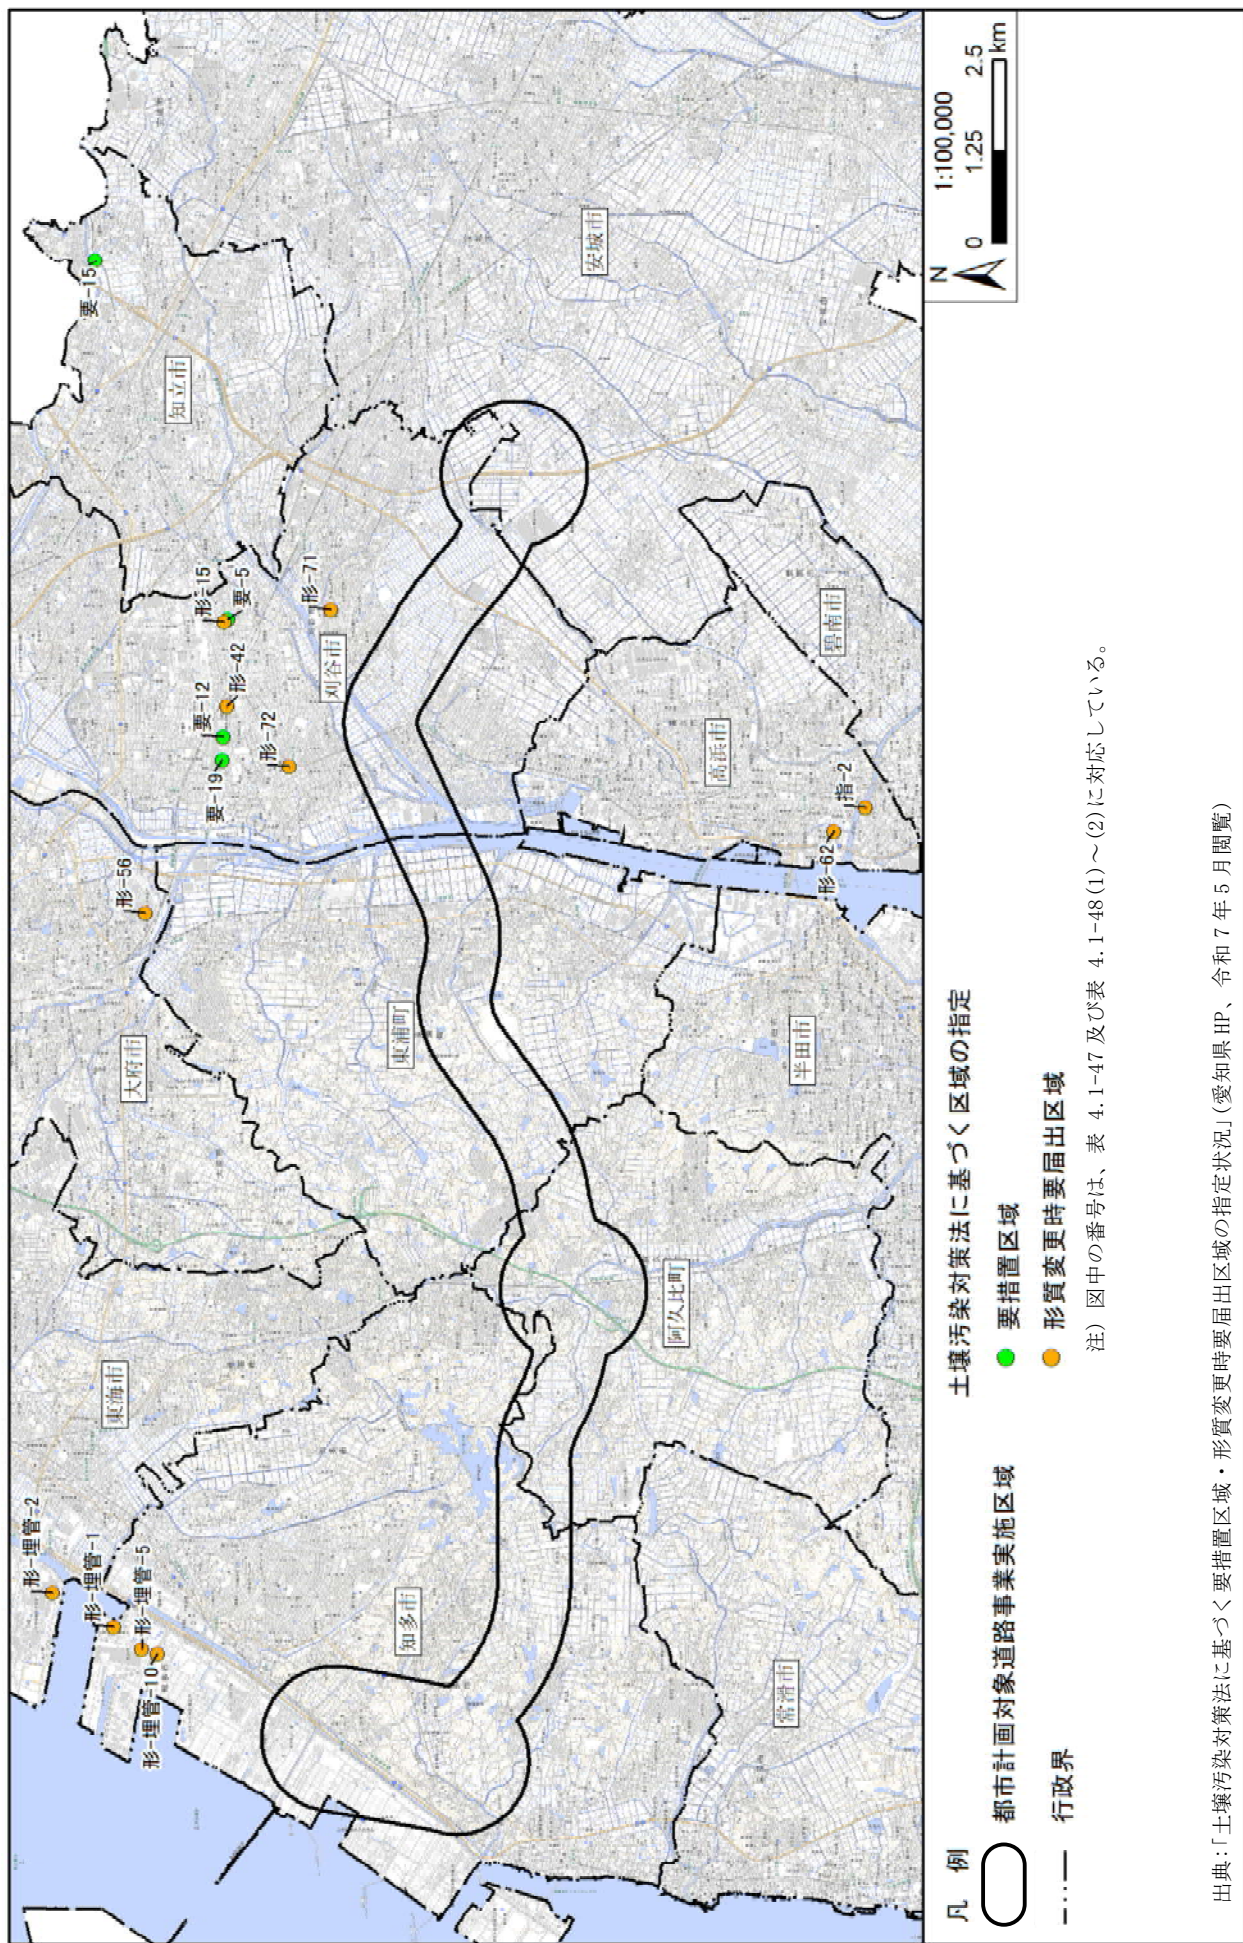 形-埋管-2
形-埋管-1
形-埋管-5
形-埋管-10
東海市
大府市
形-56
要-19
要-12
形-42
形-15
要-5
形-72
形-71
要-15
知立市
刈谷市
知多市
東浦町
安城市
阿久比町
高浜市
碧南市
常滑市
半田市
形-62
指-2
N
1:100,000
0 1.25 2.5
km
凡 例
都市計画対象道路事業実施区域
行政界
土壌汚染対策法に基づく区域の指定
要措置区域
形質変更時要届出区域
注) 図中の番号は、表 4.1-47 及び表 4.1-48(1)~(2)に対応している。
出典:「土壌汚染対策法に基づく要措置区域・形質変更時要届出区域の指定状況」(愛知県 HP、令和 7 年 5 月閲覧)